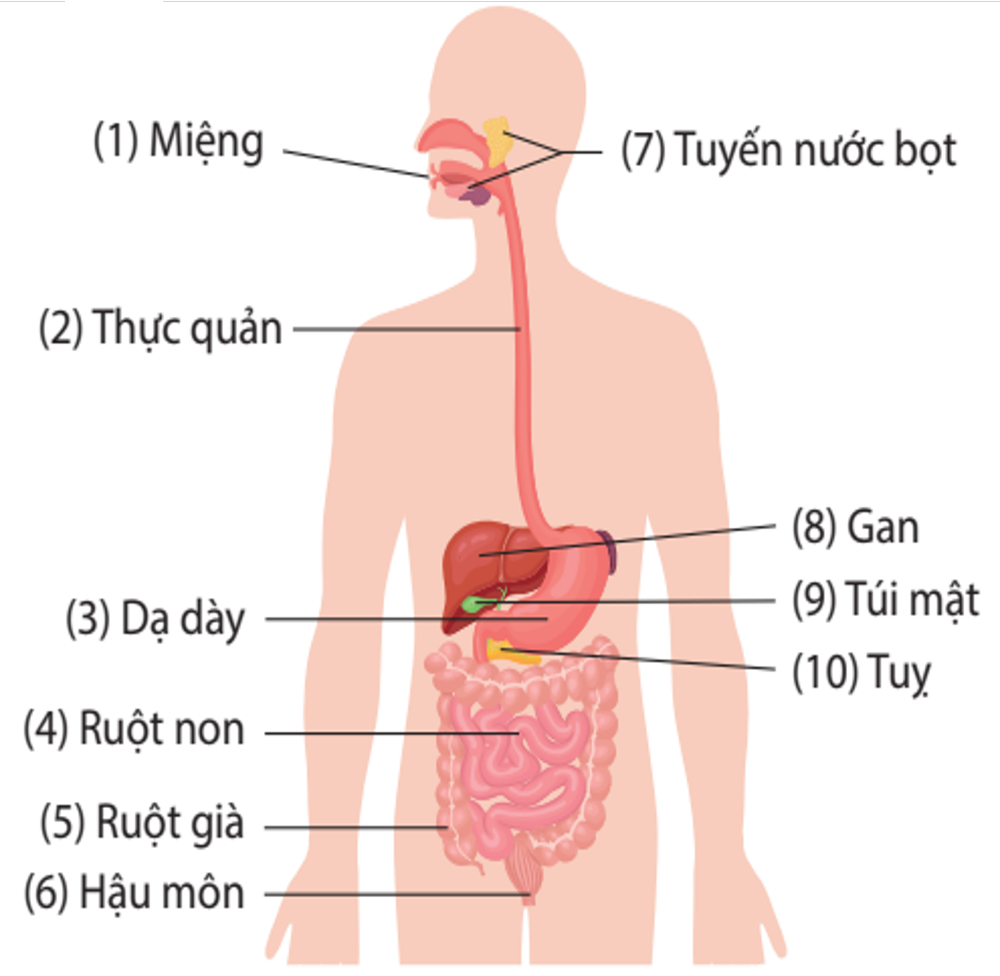 (1) Miệng
(7) Tuyến nước bọt
(2) Thực quản
(8) Gan
(9) Túi mật
(3) Dạ dày
(10) Tuỵ
(4) Ruột non
(5) Ruột già
(6) Hậu môn